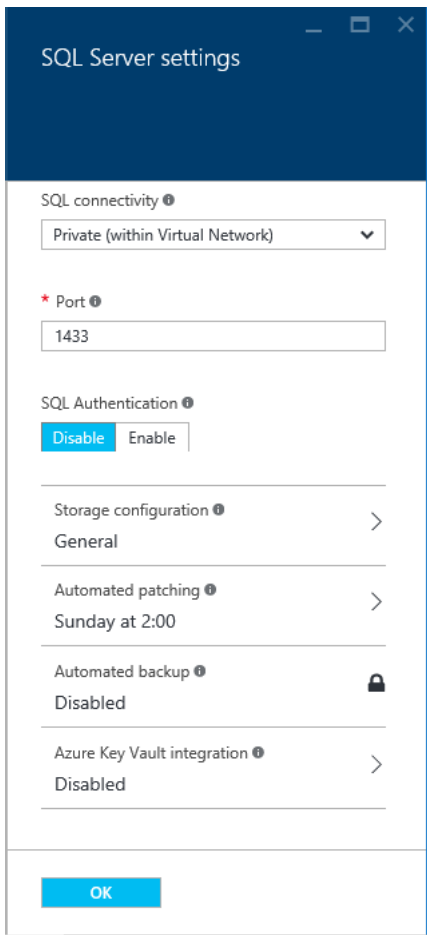 SQL Server settings
SQL connectivity
Private (within Virtual Network)
* Port
1433
SQL Authentication
Disable Enable
Storage configuration
General
Automated patching
Sunday at 2:00
Automated backup
Disabled
Azure Key Vault integration
Disabled
OK